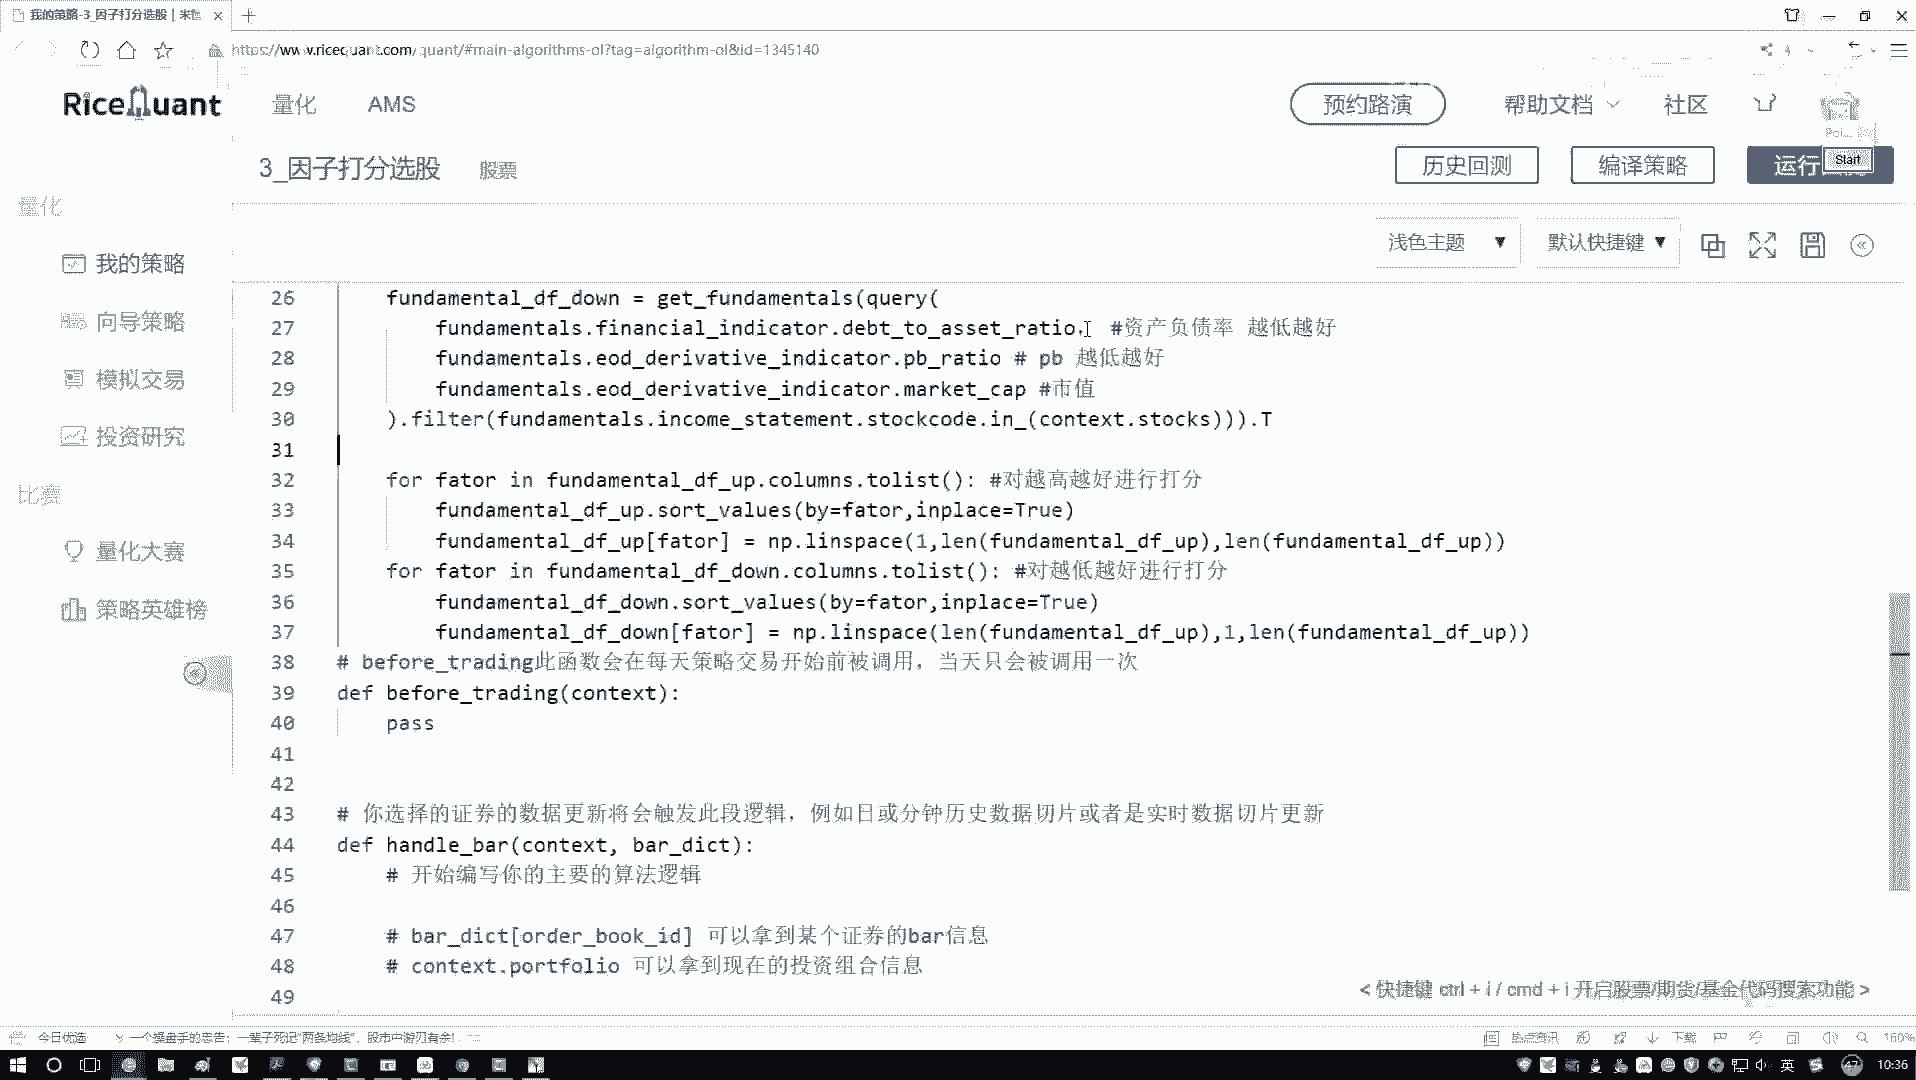 我的策略-3_因子打分选股 | 米
https://www.ricequant.com/quant/#main-algorithms-ol?tag=algorithm-ol&id=1345140
RiceQuant
量化
AMS
预约路演
帮助文档
社区
3_因子打分选股
股票
历史回测
编译策略
运行
Start
量化
我的策略
向导策略
模拟交易
投资研究
比赛
量化大赛
策略英雄榜
浅色主题
默认快捷键
26 fundamental_df_down = get_fundamentals(query(
27 fundamentals.financial_indicator.debt_to_asset_ratio, #资产负债率 越低越好
28 fundamentals.eod_derivative_indicator.pb_ratio # pb 越低越好
29 fundamentals.eod_derivative_indicator.market_cap #市值
30 ).filter(fundamentals.income_statement.stockcode.in_(context.stocks))).T
31
32 for fator in fundamental_df_up.columns.tolist(): #对越高越好进行打分
33 fundamental_df_up.sort_values(by=fator,inplace=True)
34 fundamental_df_up[fator] = np.linspace(1,len(fundamental_df_up),len(fundamental_df_up))
35 for fator in fundamental_df_down.columns.tolist(): #对越低越好进行打分
36 fundamental_df_down.sort_values(by=fator,inplace=True)
37 fundamental_df_down[fator] = np.linspace(len(fundamental_df_up),1,len(fundamental_df_up))
38 # before_trading此函数会在每天策略交易开始前被调用，当天只会被调用一次
39 def before_trading(context):
40 pass
41
42
43 # 你选择的证券的数据更新将会触发此段逻辑，例如日或分钟历史数据切片或者是实时数据切片更新
44 def handle_bar(context, bar_dict):
45 # 开始编写你的主要的算法逻辑
46
47 # bar_dict[order_book_id] 可以拿到某个证券的bar信息
48 # context.portfolio 可以拿到现在的投资组合信息
49
< 快捷键 ctrl + i / cmd + i 开启股票/期货/基金代码搜索功能 >
今日优选
一个操盘手的忠告：一辈子死记"两条均线"，股市中游刃有余!
热点资讯
下载
160%
英
47
10:36